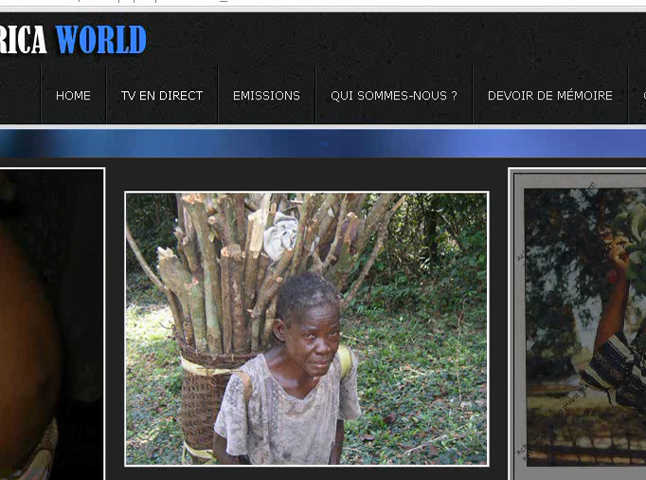 RICA WORLD
HOME TV EN DIRECT EMISSIONS QUI SOMMES-NOUS ? DEVOIR DE MÉMOIRE